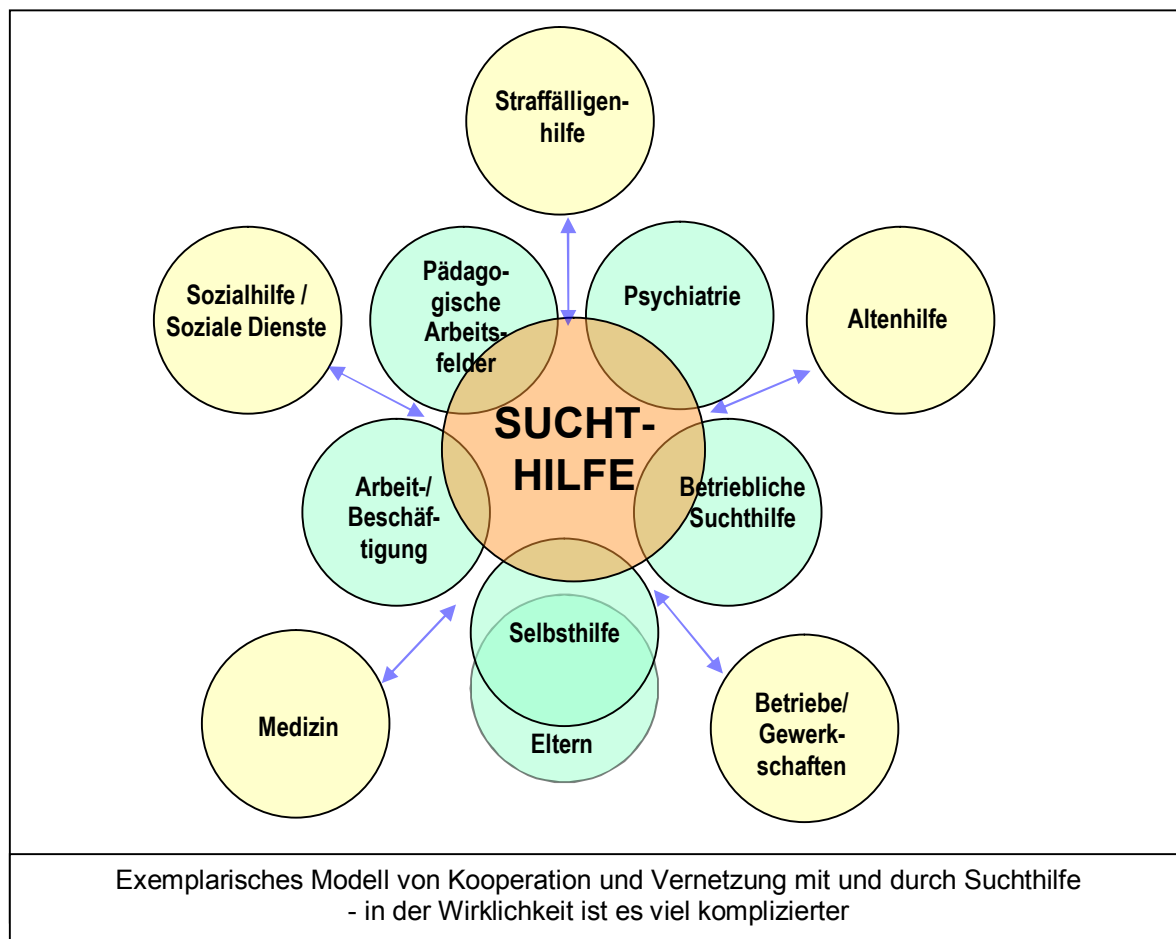 Straffälligen-
hilfe
Pädago-
gische
Arbeits-
felder
Psychiatrie
Sozialhilfe /
Soziale Dienste
Altenhilfe
SUCHT-
HILFE
Arbeit-/
Beschäf-
tigung
Betriebliche
Suchthilfe
Selbsthilfe
Eltern
Medizin
Betriebe/
Gewerk-
schaften
Exemplarisches Modell von Kooperation und Vernetzung mit und durch Suchthilfe
- in der Wirklichkeit ist es viel komplizierter